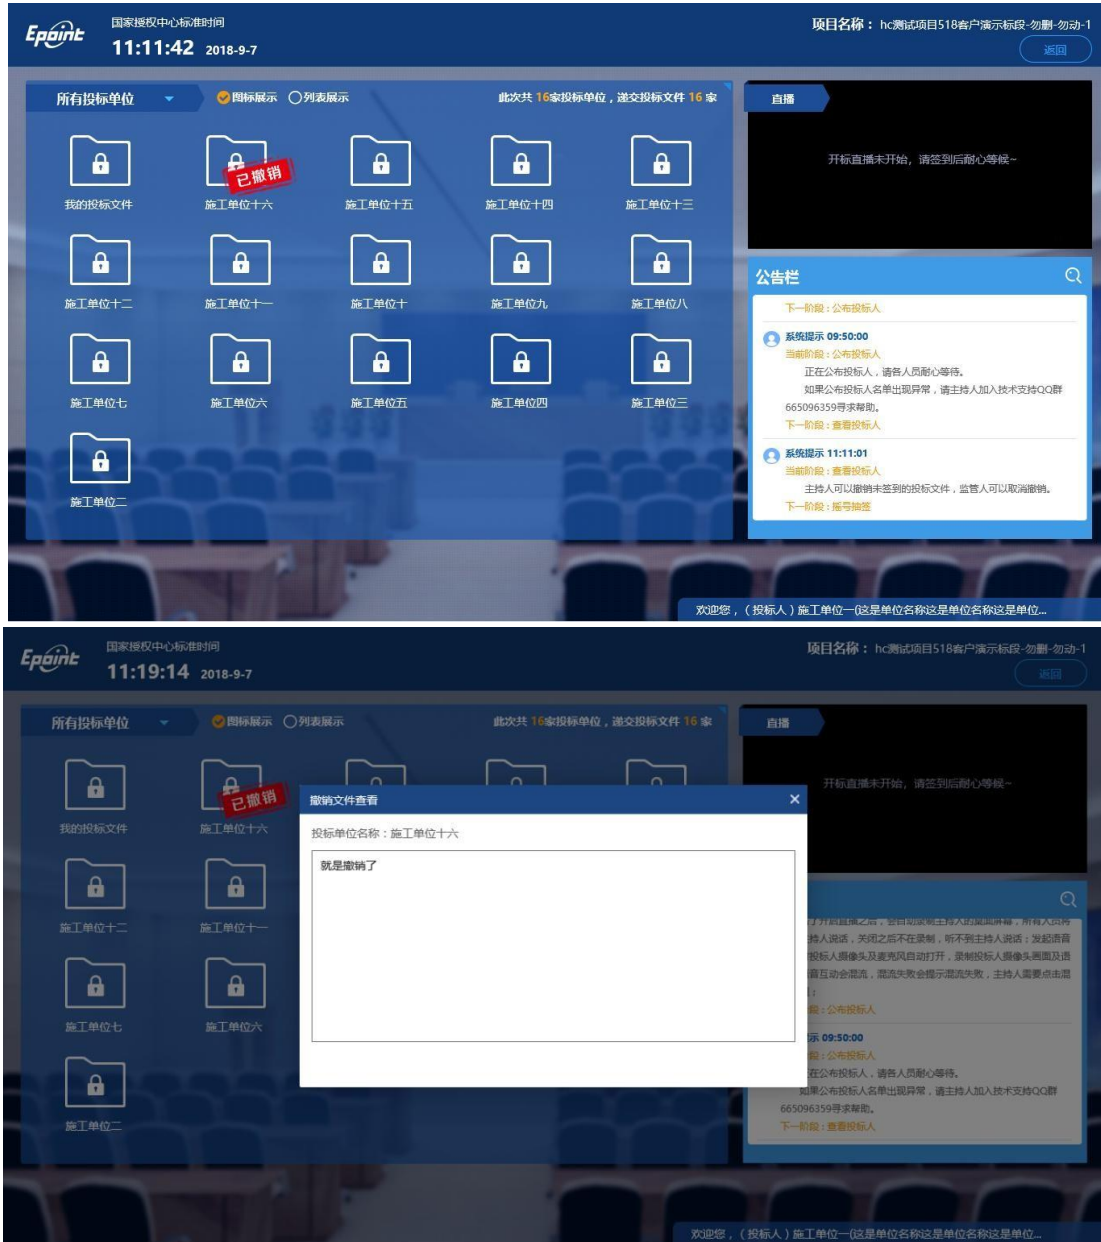 Epoint
国家授权中心标准时间
11:11:42 2018-9-7
项目名称： hc测试项目518客户演示标段-勿删-勿动-1
返回
所有投标单位
图标展示 列表展示
此次共 16家投标单位，递交投标文件 16 家
直播
开标直播未开始，请签到后耐心等候~
已撤销
我的投标文件 施工单位十六 施工单位十五 施工单位十四 施工单位十三
施工单位十二 施工单位十一 施工单位十 施工单位九 施工单位八
施工单位七 施工单位六 施工单位五 施工单位四 施工单位三
施工单位二
公告栏
下一阶段：公布投标人
系统提示 09:50:00
当前阶段：公布投标人
正在公布投标人，请各人员耐心等待。
如果公布投标人名单出现异常，请主持人加入技术支持QQ群
665096359寻求帮助。
下一阶段：查看投标人
系统提示 11:11:01
当前阶段：查看投标人
主持人可以撤销未签到的投标文件，监管人可以取消撤销。
下一阶段：摇号抽签
欢迎您，（投标人）施工单位一(这是单位名称这是单位名称这是单位...
Epoint
国家授权中心标准时间
11:19:14 2018-9-7
项目名称： hc测试项目518客户演示标段-勿删-勿动-1
返回
所有投标单位
图标展示 列表展示
此次共 16家投标单位，递交投标文件 16 家
直播
开标直播未开始，请签到后耐心等候~
已撤销
我的投标文件 施工单位十六
施工单位十二 施工单位十一
施工单位七 施工单位六
施工单位二
撤销文件查看
投标单位名称：施工单位十六
就是撤销了
持人说话，关闭之后不在录制，听不到主持人说话；发起语音
投标人摄像头及麦克风自动打开，录制投标人摄像头画面及语
音互动会混流，混流失败会提示混流失败，主持人需要点击混
段：公布投标人
示 09:50:00
段：公布投标人
正在公布投标人，请各人员耐心等待。
如果公布投标人名单出现异常，请主持人加入技术支持QQ群
665096359寻求帮助。
下一阶段：查看投标人
欢迎您，（投标人）施工单位一(这是单位名称这是单位名称这是单位...